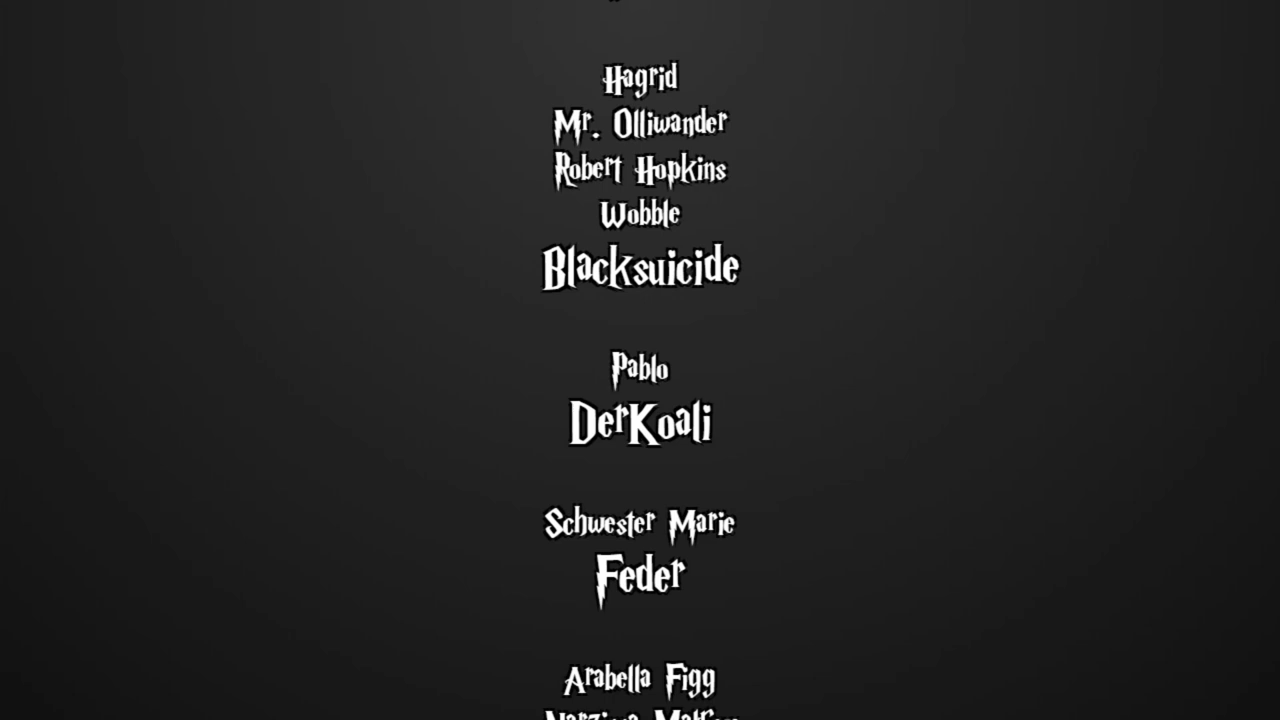 Hagrid
Mr. Olliwander
Robert Hopkins
Wobble
Blacksuicide
Pablo
DerKoali
Schwester Marie
Feder
Arabella Figg